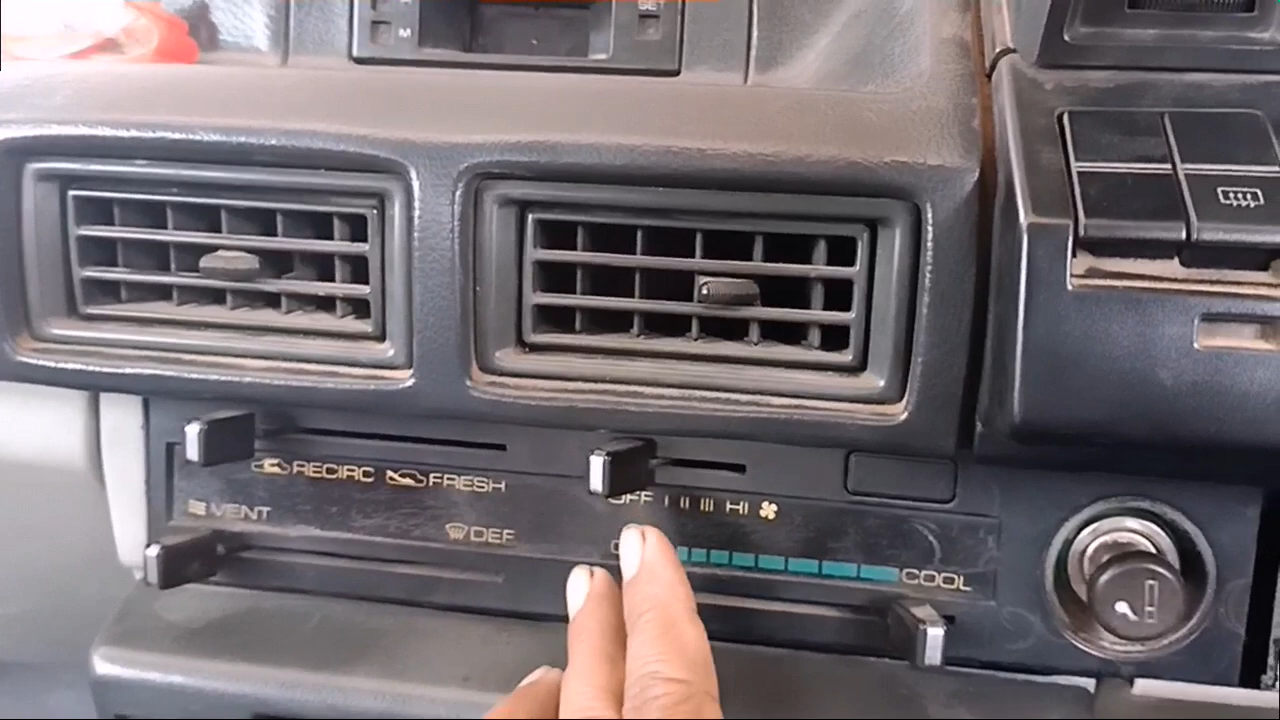 M
SET
RECIRC FRESH
OFF I II III HI
VENT
DEF
COOL